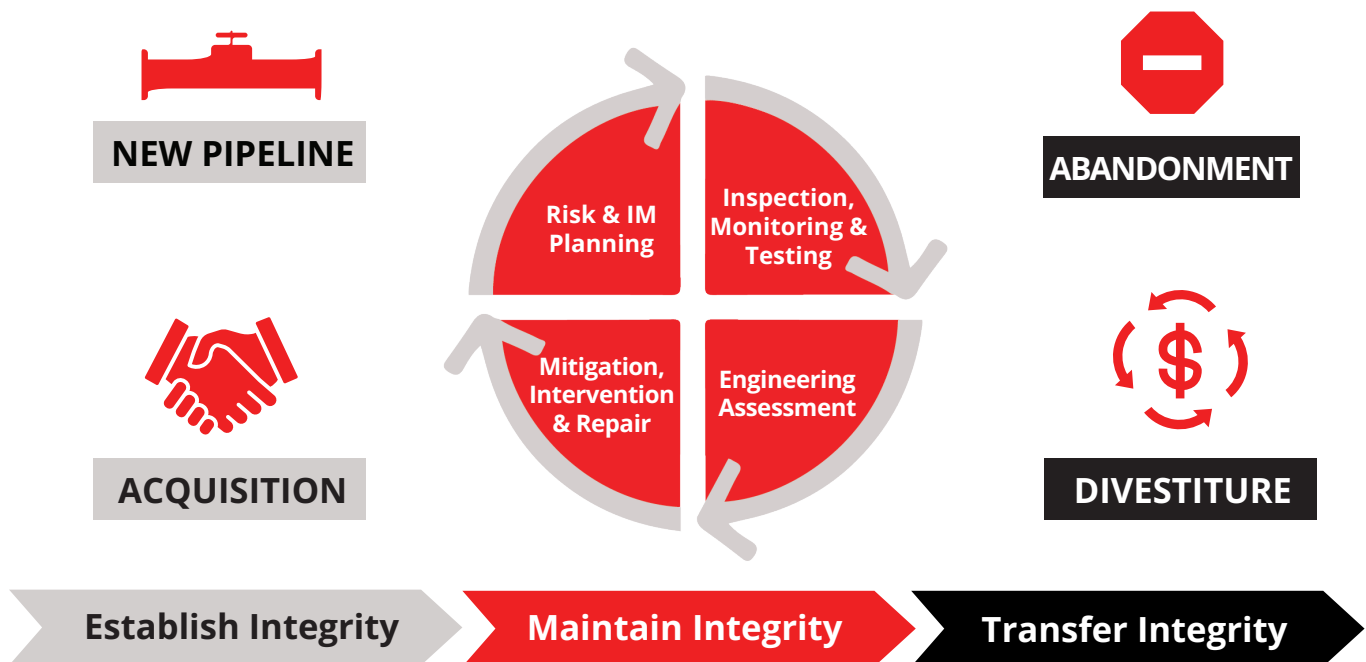 NEW PIPELINE
ACQUISITION
Risk & IM
Planning
Inspection,
Monitoring &
Testing
Mitigation,
Intervention
& Repair
Engineering
Assessment
ABANDONMENT
$
DIVESTITURE
Establish Integrity
Maintain Integrity
Transfer Integrity